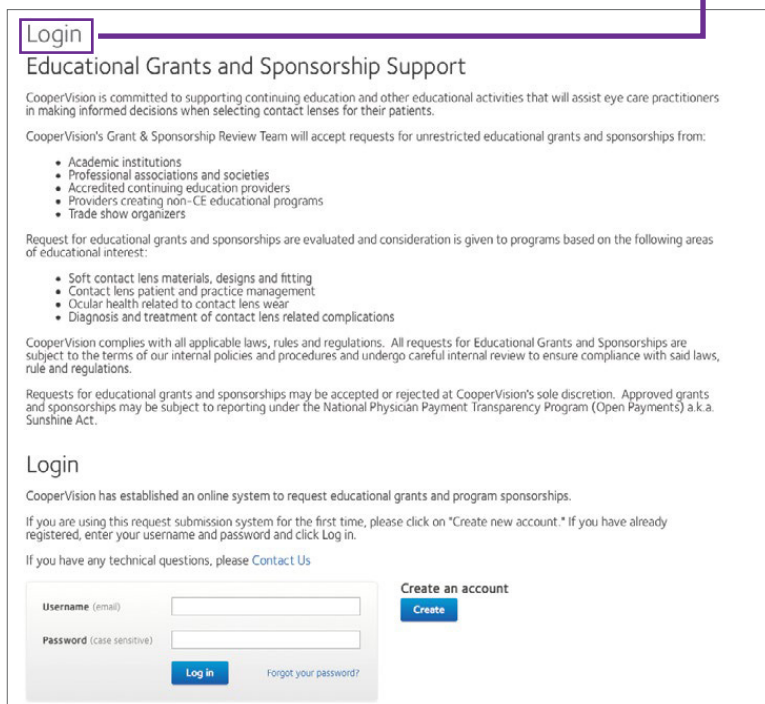 Login
Educational Grants and Sponsorship Support
CooperVision is committed to supporting continuing education and other educational activities that will assist eye care practitioners
in making informed decisions when selecting contact lenses for their patients.
CooperVision's Grant & Sponsorship Review Team will accept requests for unrestricted educational grants and sponsorships from:
• Academic institutions
• Professional associations and societies
• Accredited continuing education providers
• Providers creating non-CE educational programs
• Trade show organizers
Request for educational grants and sponsorships are evaluated and consideration is given to programs based on the following areas
of educational interest:
• Soft contact lens materials, designs and fitting
• Contact lens patient and practice management
• Ocular health related to contact lens wear
• Diagnosis and treatment of contact lens related complications
CooperVision complies with all applicable laws, rules and regulations. All requests for Educational Grants and Sponsorships are
subject to the terms of our internal policies and procedures and undergo careful internal review to ensure compliance with said laws,
rule and regulations.
Requests for educational grants and sponsorships may be accepted or rejected at CooperVision's sole discretion. Approved grants
and sponsorships may be subject to reporting under the National Physician Payment Transparency Program (Open Payments) a.k.a.
Sunshine Act.
Login
CooperVision has established an online system to request educational grants and program sponsorships.
If you are using this request submission system for the first time, please click on "Create new account." If you have already
registered, enter your username and password and click Log in.
If you have any technical questions, please Contact Us
Create an account
Create
Username (email)
Password (case sensitive)
Log in Forgot your password?